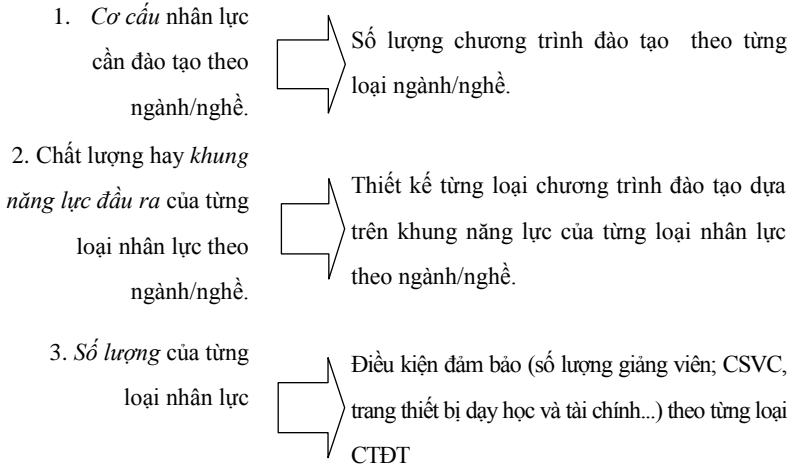 1. Cơ cấu nhân lực
cần đào tạo theo
ngành/nghề.
Số lượng chương trình đào tạo theo từng
loại ngành/nghề.
2. Chất lượng hay khung
năng lực đầu ra của từng
loại nhân lực theo
ngành/nghề.
Thiết kế từng loại chương trình đào tạo dựa
trên khung năng lực của từng loại nhân lực
theo ngành/nghề.
3. Số lượng của từng
loại nhân lực
Điều kiện đảm bảo (số lượng giảng viên; CSVC,
trang thiết bị dạy học và tài chính...) theo từng loại
CTĐT